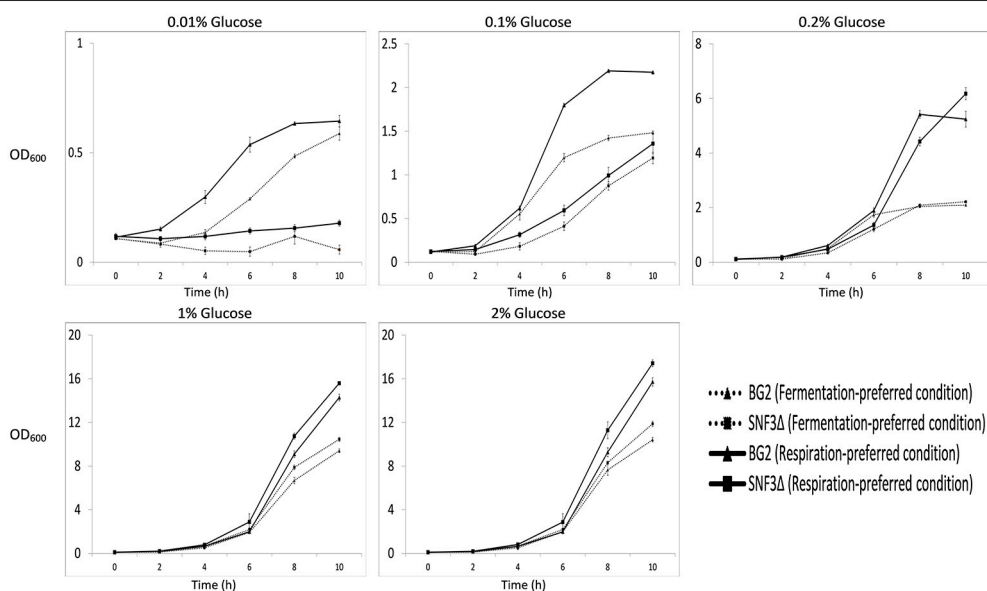 0.01% Glucose
0.1% Glucose
0.2% Glucose
OD600
1
0.5
0
0 2 4 6 8 10
Time (h)
2.5
2
1.5
1
0.5
0
0 2 4 6 8 10
Time (h)
8
6
4
2
0
0 2 4 6 8 10
Time (h)
1% Glucose
2% Glucose
OD600
20
16
12
8
4
0
0 2 4 6 8 10
Time (h)
20
16
12
8
4
0
0 2 4 6 8 10
Time (h)
BG2 (Fermentation-preferred condition)
SNF3Δ (Fermentation-preferred condition)
BG2 (Respiration-preferred condition)
SNF3Δ (Respiration-preferred condition)